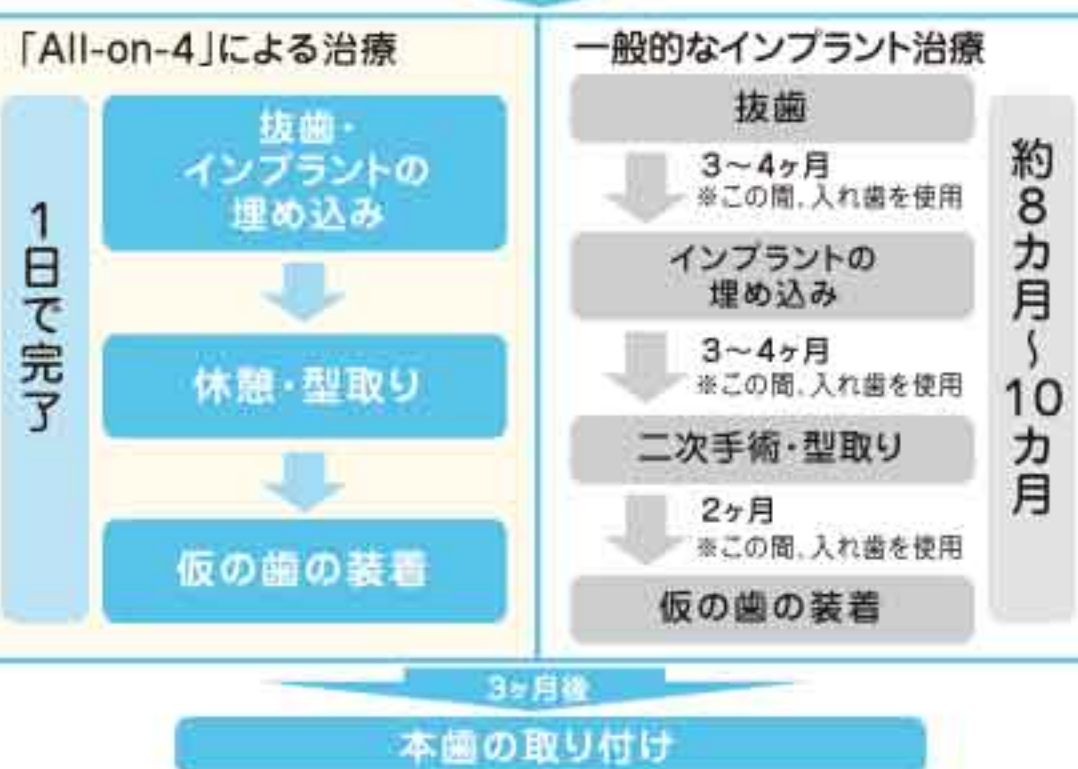 「All-on-4」による治療
1日で完了
抜歯・
インプラントの
埋め込み
休憩・型取り
仮の歯の装着
一般的なインプラント治療
抜歯
3〜4ヶ月
※この間、入れ歯を使用
インプラントの
埋め込み
3〜4ヶ月
※この間、入れ歯を使用
二次手術・型取り
2ヶ月
※この間、入れ歯を使用
仮の歯の装着
約8カ月〜10カ月
3ヶ月後
本歯の取り付け